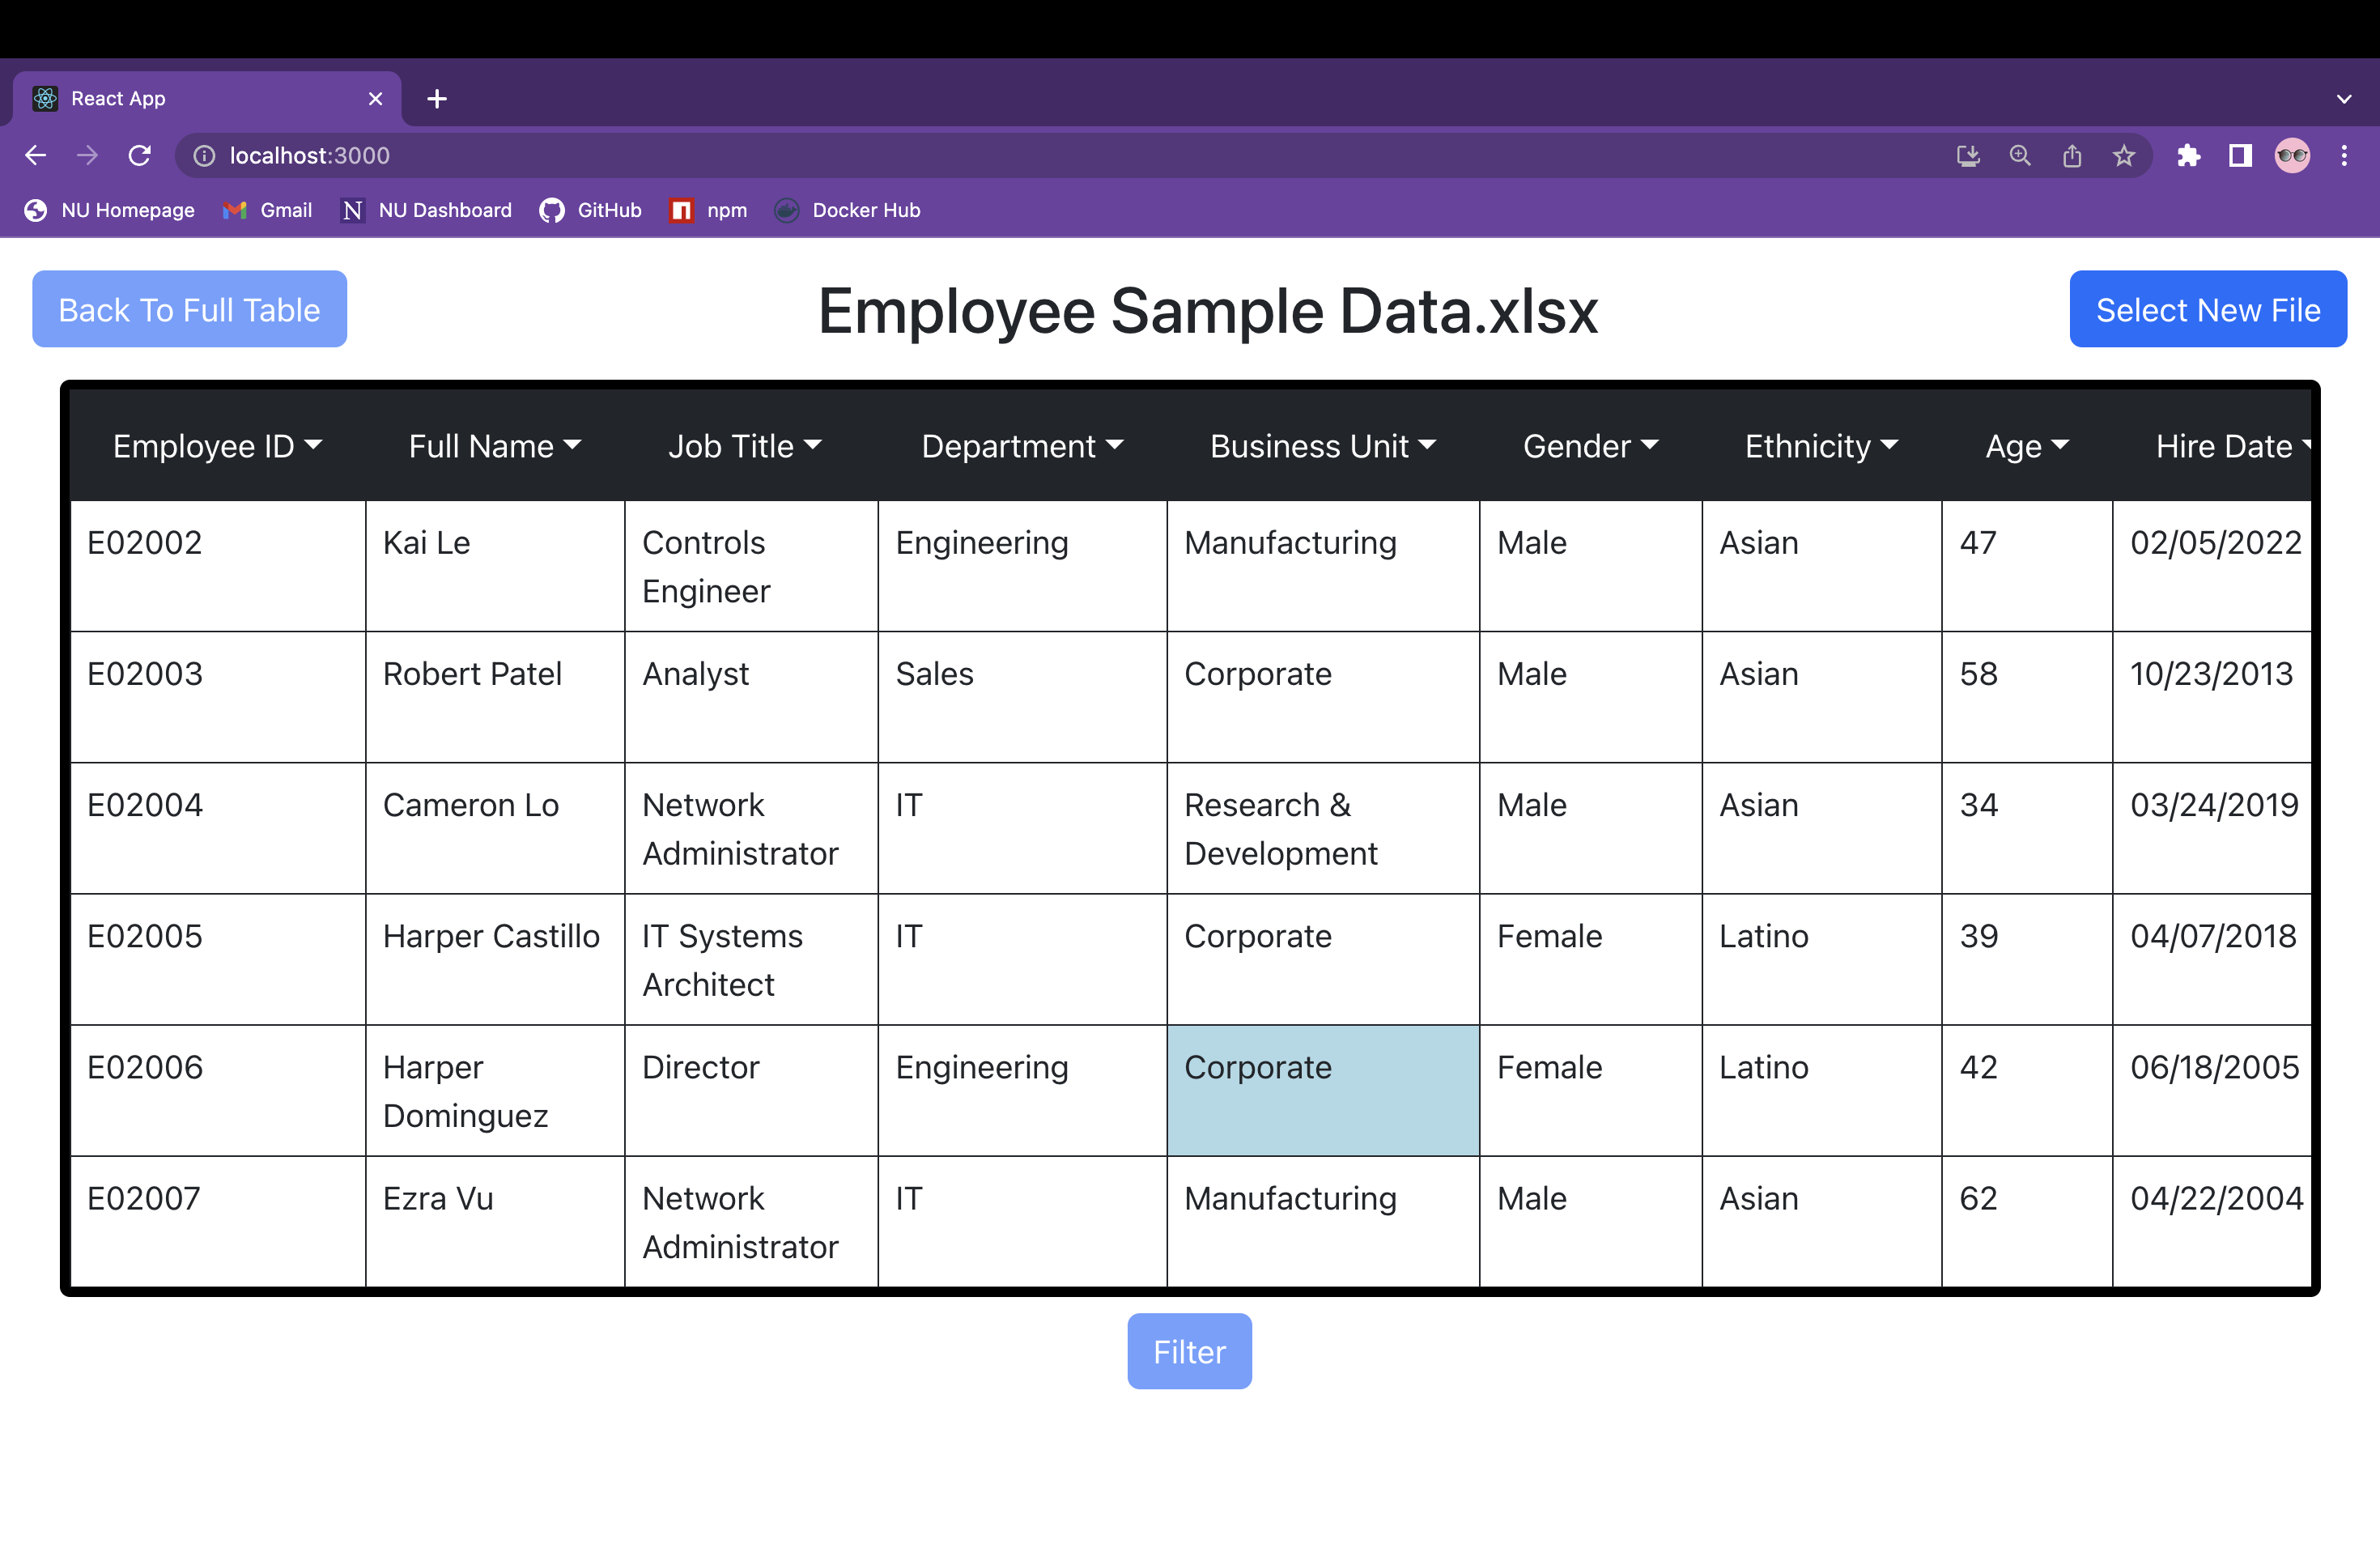 React App
localhost:3000
NU Homepage Gmail N NU Dashboard GitHub npm Docker Hub
Back To Full Table Employee Sample Data.xlsx Select New File
Employee ID Full Name Job Title Department Business Unit Gender Ethnicity Age Hire Date
E02002 Kai Le Controls Engineering Manufacturing Male Asian 47 02/05/2022
Engineer
E02003 Robert Patel Analyst Sales Corporate Male Asian 58 10/23/2013
E02004 Cameron Lo Network IT Research & Male Asian 34 03/24/2019
Administrator Development
E02005 Harper Castillo IT Systems IT Corporate Female Latino 39 04/07/2018
Architect
E02006 Harper Director Engineering Corporate Female Latino 42 06/18/2005
Dominguez
E02007 Ezra Vu Network IT Manufacturing Male Asian 62 04/22/2004
Administrator
Filter